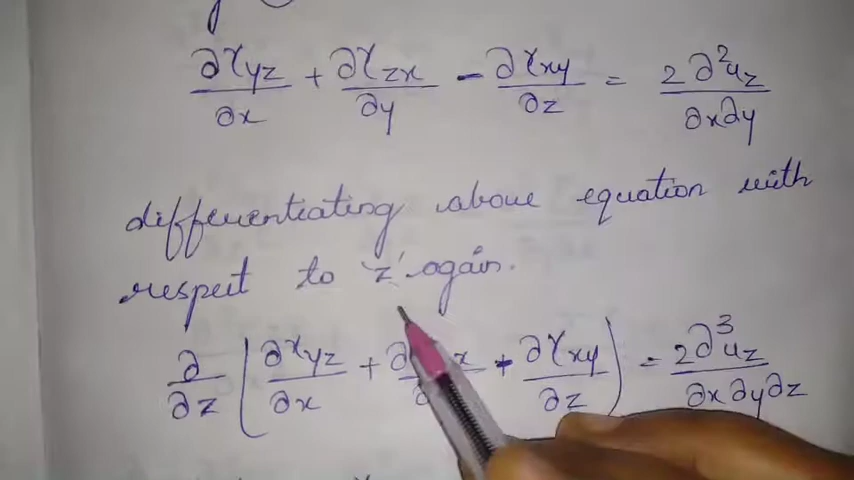 ∂γyz/∂x + ∂γzx/∂y - ∂γxy/∂z = 2∂²uz/∂x∂y
differentiating above equation with
respect to 'z' again.
∂/∂z (∂γyz/∂x + ∂ x + ∂γxy/∂z) = 2∂³uz/∂x∂y∂z